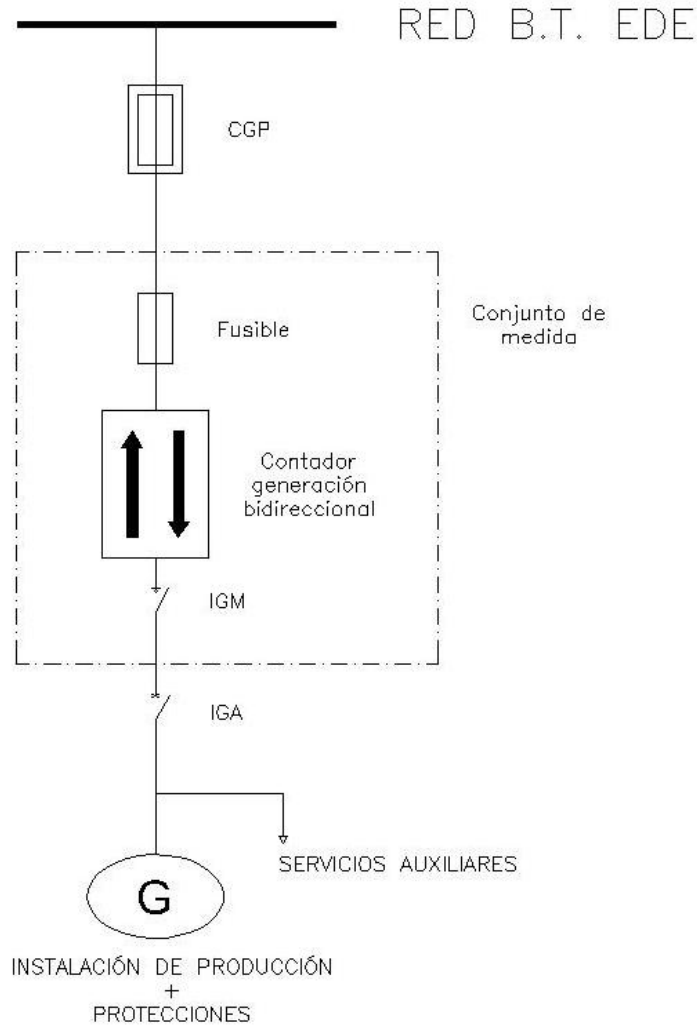 RED B.T. EDE
CGP
Fusible
Conjunto de
medida
Contador
generación
bidireccional
IGM
IGA
SERVICIOS AUXILIARES
G
INSTALACIÓN DE PRODUCCIÓN
+
PROTECCIONES